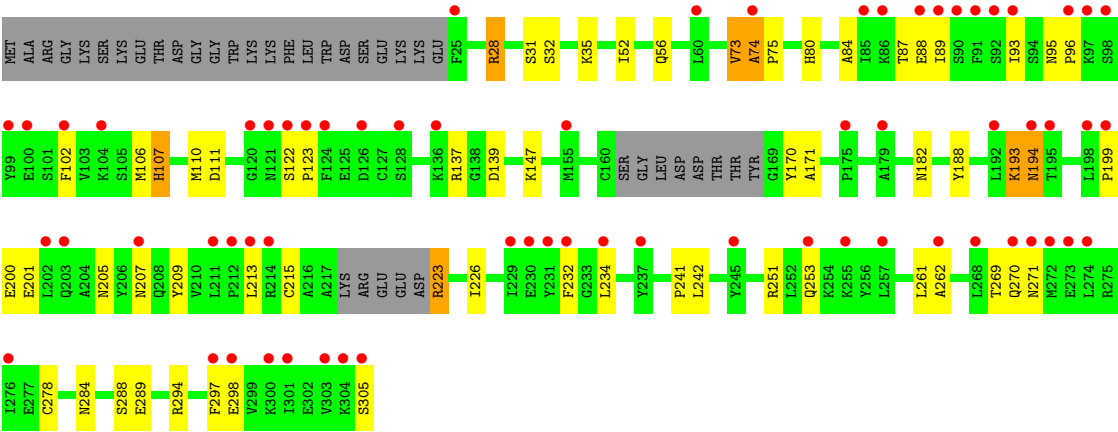 MET ALA ARG GLY LYS SER LYS LYS GLU THR ASP GLY GLY TRP LYS LYS PHE LEU TRP ASP SER GLU LYS LYS GLU F25 R28 S31 S32 K35 I52 Q56 L60 V73 A74 P75 H80 A84 I85 K86 T87 E88 I89 S90 F91 S92 I93 S94 N95 P96 K97 S98
Y99 E100 S101 F102 V103 K104 S105 M106 H107 M110 D111 G120 N121 S122 P123 F124 E125 D126 C127 S128 K136 R137 G138 D139 K147 M155 C160 SER GLY LEU ASP ASP THR THR TYR G169 Y170 A171 P175 A179 N182 Y188 L192 K193 N194 T195 L198 P199
E200 E201 L202 Q203 A204 N205 Y206 N207 Q208 Y209 V210 L211 P212 L213 R214 C215 A216 A217 LYS ARG GLU GLU ASP R223 I226 I229 E230 Y231 F232 G233 L234 Y237 P241 L242 Y245 R251 L252 Q253 K254 K255 Y256 L257 L261 A262 L268 T269 Q270 N271 M272 E273 L274 R275
I276 E277 C278 N284 S288 E289 R294 F297 E298 V299 K300 I301 E302 V303 K304 S305